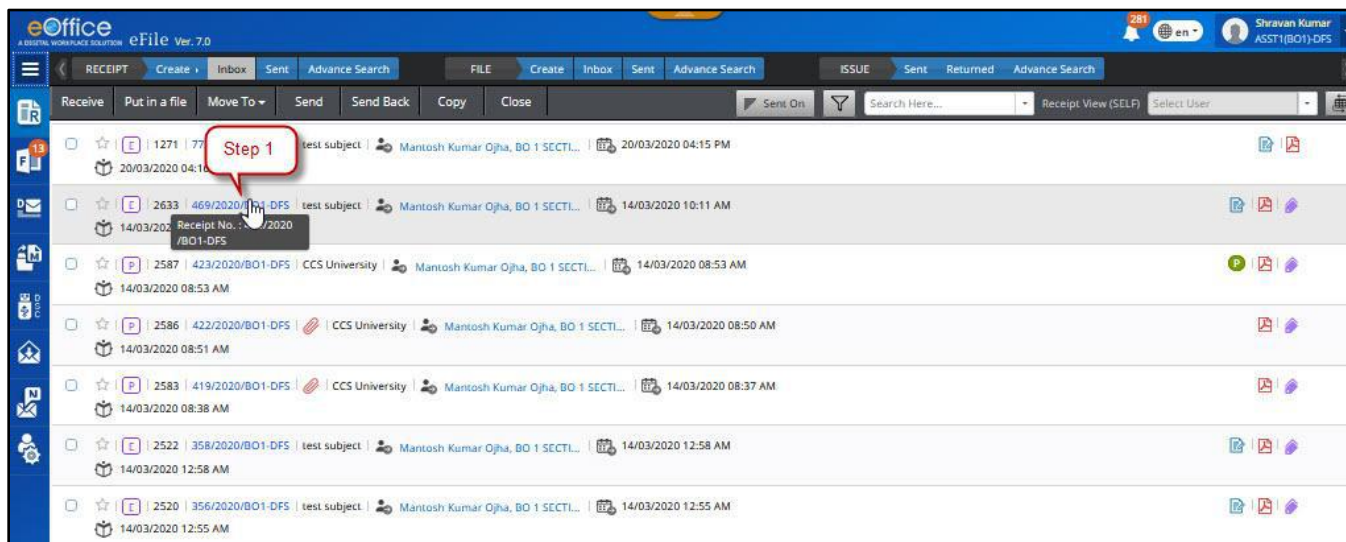 eOffice
A DIGITAL WORKPLACE SOLUTION eFile Ver. 7.0
281
en
Shravan Kumar
ASST1(BO1)-DFS
RECEIPT Create Inbox Sent Advance Search FILE Create Inbox Sent Advance Search ISSUE Sent Returned Advance Search
Receive Put in a file Move To Send Send Back Copy Close Sent On Search Here... Receipt View (SELF) Select User
R
E 1271 77 test subject Mantosh Kumar Ojha, BO 1 SECTI... 20/03/2020 04:15 PM
Step 1
13
F
20/03/2020 04:16
D
E 2633 469/2020/BO1-DFS test subject Mantosh Kumar Ojha, BO 1 SECTI... 14/03/2020 10:11 AM
14/03/202
Receipt No. : /2020
/BO1-DFS
M
P 2587 423/2020/BO1-DFS CCS University Mantosh Kumar Ojha, BO 1 SECTI... 14/03/2020 08:53 AM P
14/03/2020 08:53 AM
DSC
P 2586 422/2020/BO1-DFS CCS University Mantosh Kumar Ojha, BO 1 SECTI... 14/03/2020 08:50 AM
14/03/2020 08:51 AM
P 2583 419/2020/BO1-DFS CCS University Mantosh Kumar Ojha, BO 1 SECTI... 14/03/2020 08:37 AM
14/03/2020 08:38 AM
N
E 2522 358/2020/BO1-DFS test subject Mantosh Kumar Ojha, BO 1 SECTI... 14/03/2020 12:58 AM
14/03/2020 12:58 AM
E 2520 356/2020/BO1-DFS test subject Mantosh Kumar Ojha, BO 1 SECTI... 14/03/2020 12:55 AM
14/03/2020 12:55 AM